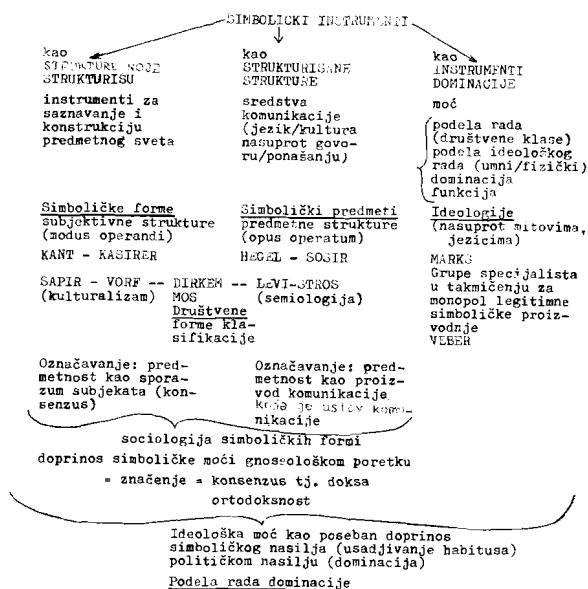 SIMBOLICKI INSTRUMENTI
kao
STRUKTURE KOJE
STRUKTURISU
instrumenti za
saznavanje i
konstrukciju
predmetnog sveta
kao
STRUKTURISANE
STRUKTURE
sredstva
komunikacije
(jezik/kultura
nasuprot govo-
ru/ponašanju)
kao
INSTRUMENTI
DOMINACIJE
moć
podela rada
(društvene klase)
podela ideološkog
rada (umni/fizički)
dominacija
funkcija
Simboličke forme
subjektivne strukture
(modus operandi)
KANT - KASIRER
Simbolički predmeti
predmetne strukture
(opus operatum)
HEGEL - SOSIR
Ideologije
(nasuprot mitovima,
jezicima)
MARKS
Grupe specijalista
u takmičenju za
monopol legitimne
simboličke proiz-
vodnje
VEBER
SAPIR - VORF -- DIRKEM -- LEVI-STROS
(kulturalizam) MOS (semiologija)
Društvene
forme kla-
sifikacije
Označavanje: pred-
metnost kao spora-
zum subjekata (kon-
senzus)
Označavanje: pred-
metnost kao proiz-
vod komunikacije
koja je uslov komu-
nikacije
sociologija simboličkih formi
doprinos simboličke moći gnoseološkom poretku
= značenje = konsenzus tj. doksa
ortodoksnost
Ideološka moć kao poseban doprinos
simboličkog nasilja (usadjivanje habitusa)
političkom nasilju (dominacija)
Podela rada dominacije